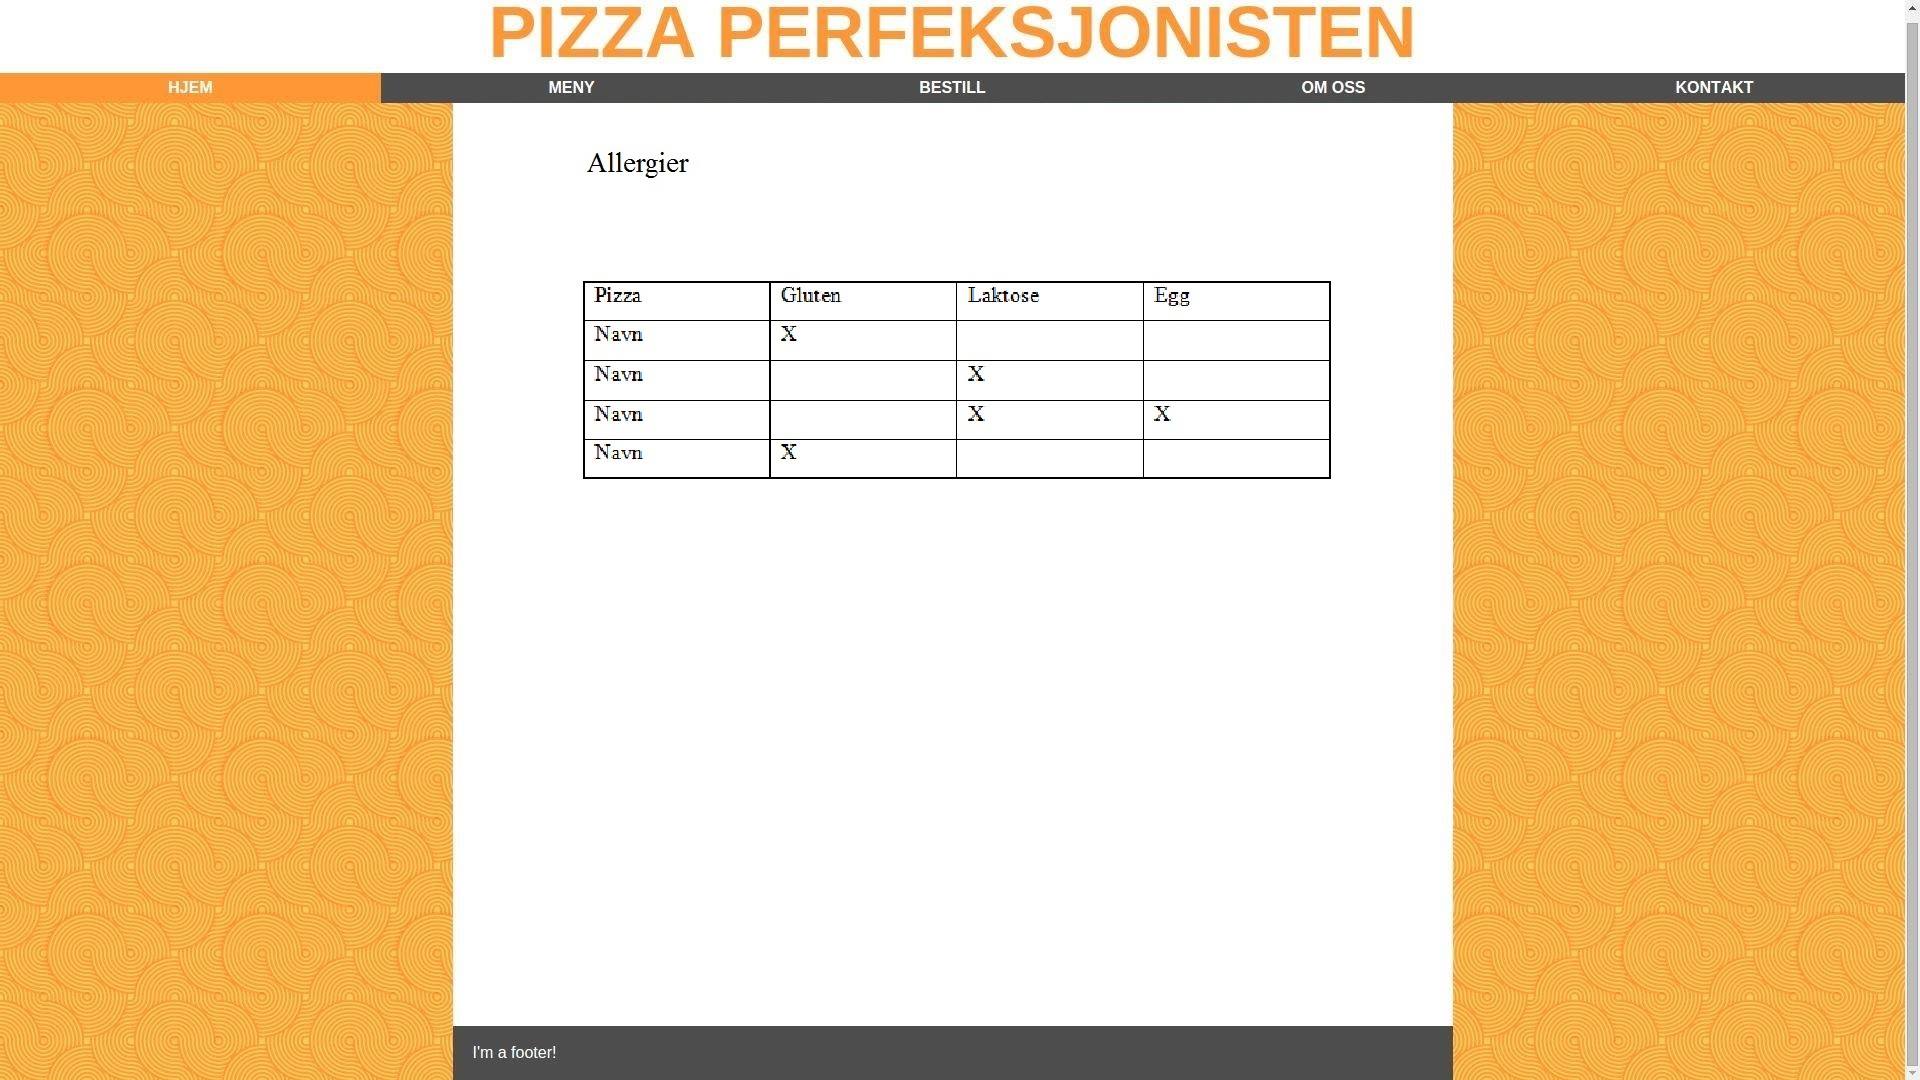 PIZZA PERFEKSJONISTEN
HJEM MENY BESTILL OM OSS KONTAKT
Allergier
Pizza Gluten Laktose Egg
Navn X
Navn X
Navn X X
Navn X
I'm a footer!